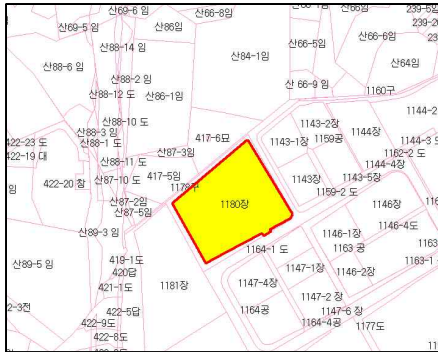 산69-6 임
산66-8임
239-5임
산69-5 임
산66임
산66임
산66-6임
산88-14 임
산66-5임
산84-1임
산88-6 임
산64임
산88-2 임
산66-9 임
1160구
산88-12 도
산86-1임
1144-2
산88-10 도
1143-2장
산88-3 임
417-6묘
1144장
422-23 도
산88-1 도
1143-1장
1159공
1144-3 도
422-19 대
산87-3임
1162-2 도
산88-11 도
1144-4장
임
422-20 잡
산87-10 도
417-5임
1143장
1143-5장
1159-2 도
산87-2임
1180장
1146장
산87-5임
산89-3 임
1146-1장
1146-4도
1164-1 도
1163 공
419-1도
산89-5 임
1147-1장
1163-1
420답
1146-2장
421-1도
1181장
1147-4장
2-3전
1147-2 장
422-5답
1164공
1147-6 장
422-9도
1164-4공
1177도
422-8도